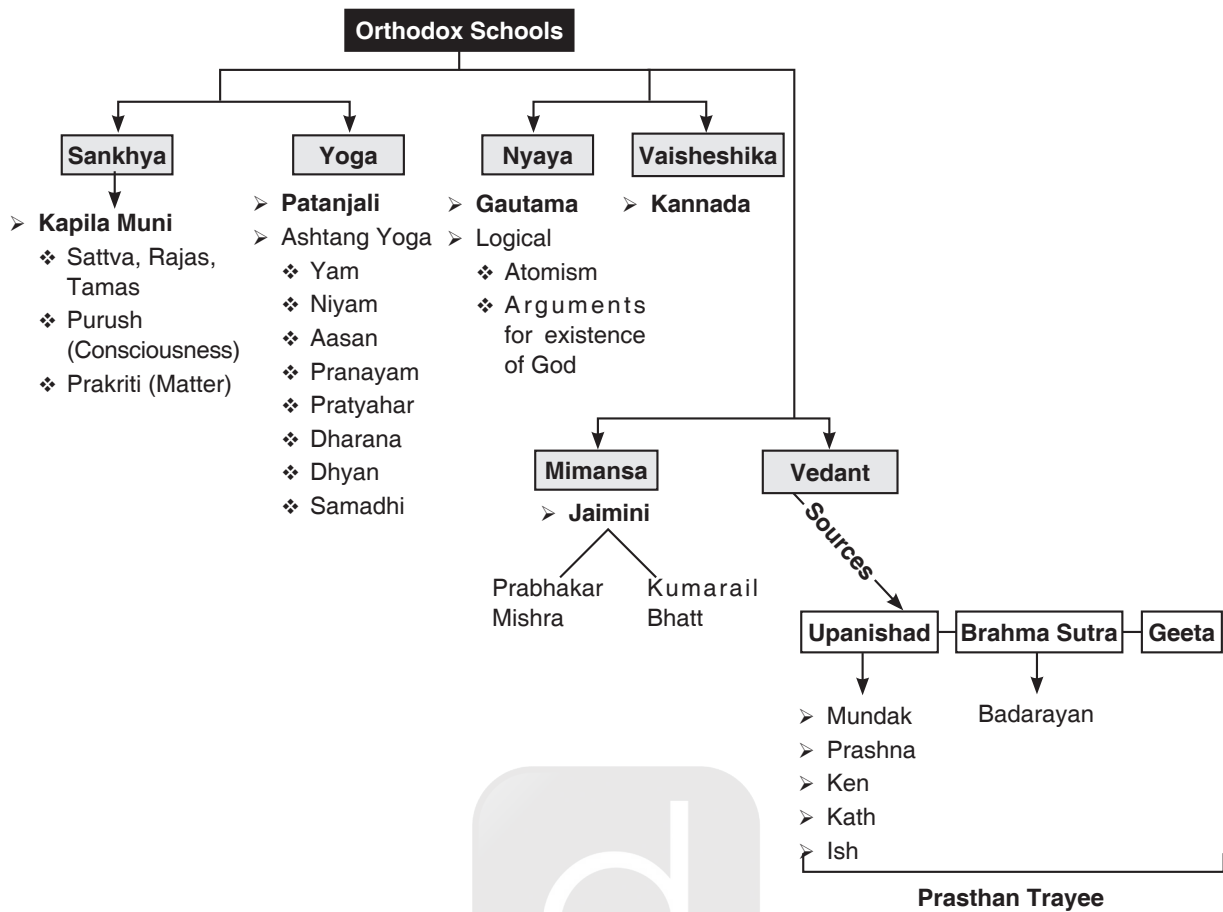 Orthodox Schools
Sankhya
➢ Kapila Muni
❖ Sattva, Rajas,
Tamas
❖ Purush
(Consciousness)
❖ Prakriti (Matter)
Yoga
➢ Patanjali
➢ Ashtang Yoga
❖ Yam
❖ Niyam
❖ Aasan
❖ Pranayam
❖ Pratyahar
❖ Dharana
❖ Dhyan
❖ Samadhi
Nyaya
➢ Gautama
➢ Logical
❖ Atomism
❖ Arguments
for existence
of God
Vaisheshika
➢ Kannada
Mimansa
➢ Jaimini
Prabhakar
Mishra
Kumarail
Bhatt
Vedant
Sources
Upanishad
➢ Mundak
➢ Prashna
➢ Ken
➢ Kath
➢ Ish
Brahma Sutra
Badarayan
Geeta
Prasthan Trayee